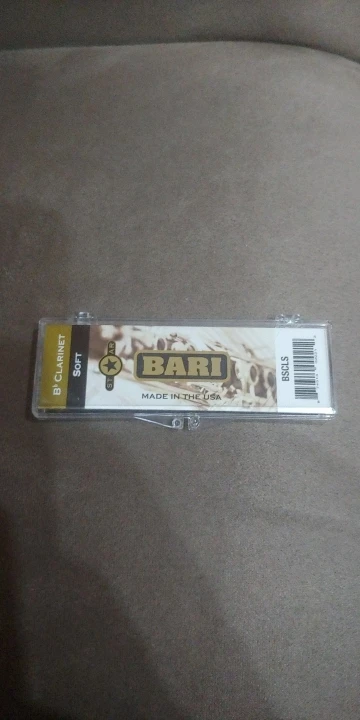 B♭ CLARINET
SOFT
STAR
BARI
MADE IN THE USA
BSCLS